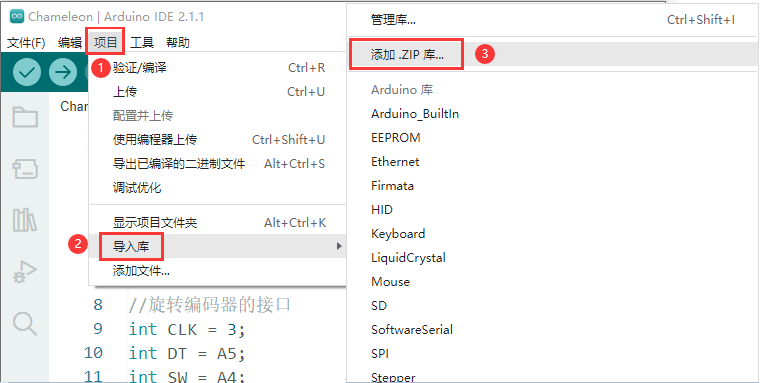 Chameleon | Arduino IDE 2.1.1
文件(F) 编辑 项目 工具 帮助
1
验证/编译 Ctrl+R
上传 Ctrl+U
配置并上传
使用编程器上传 Ctrl+Shift+U
导出已编译的二进制文件 Alt+Ctrl+S
调试优化
显示项目文件夹 Alt+Ctrl+K
2
导入库
添加文件...
管理库... Ctrl+Shift+I
添加 .ZIP 库...
3
Arduino 库
Arduino_BuiltIn
EEPROM
Ethernet
Firmata
HID
Keyboard
LiquidCrystal
Mouse
SD
SoftwareSerial
SPI
Stepper
Cha
8 //旋转编码器的接口
9 int CLK = 3;
10 int DT = A5;
11 int SW = A4;